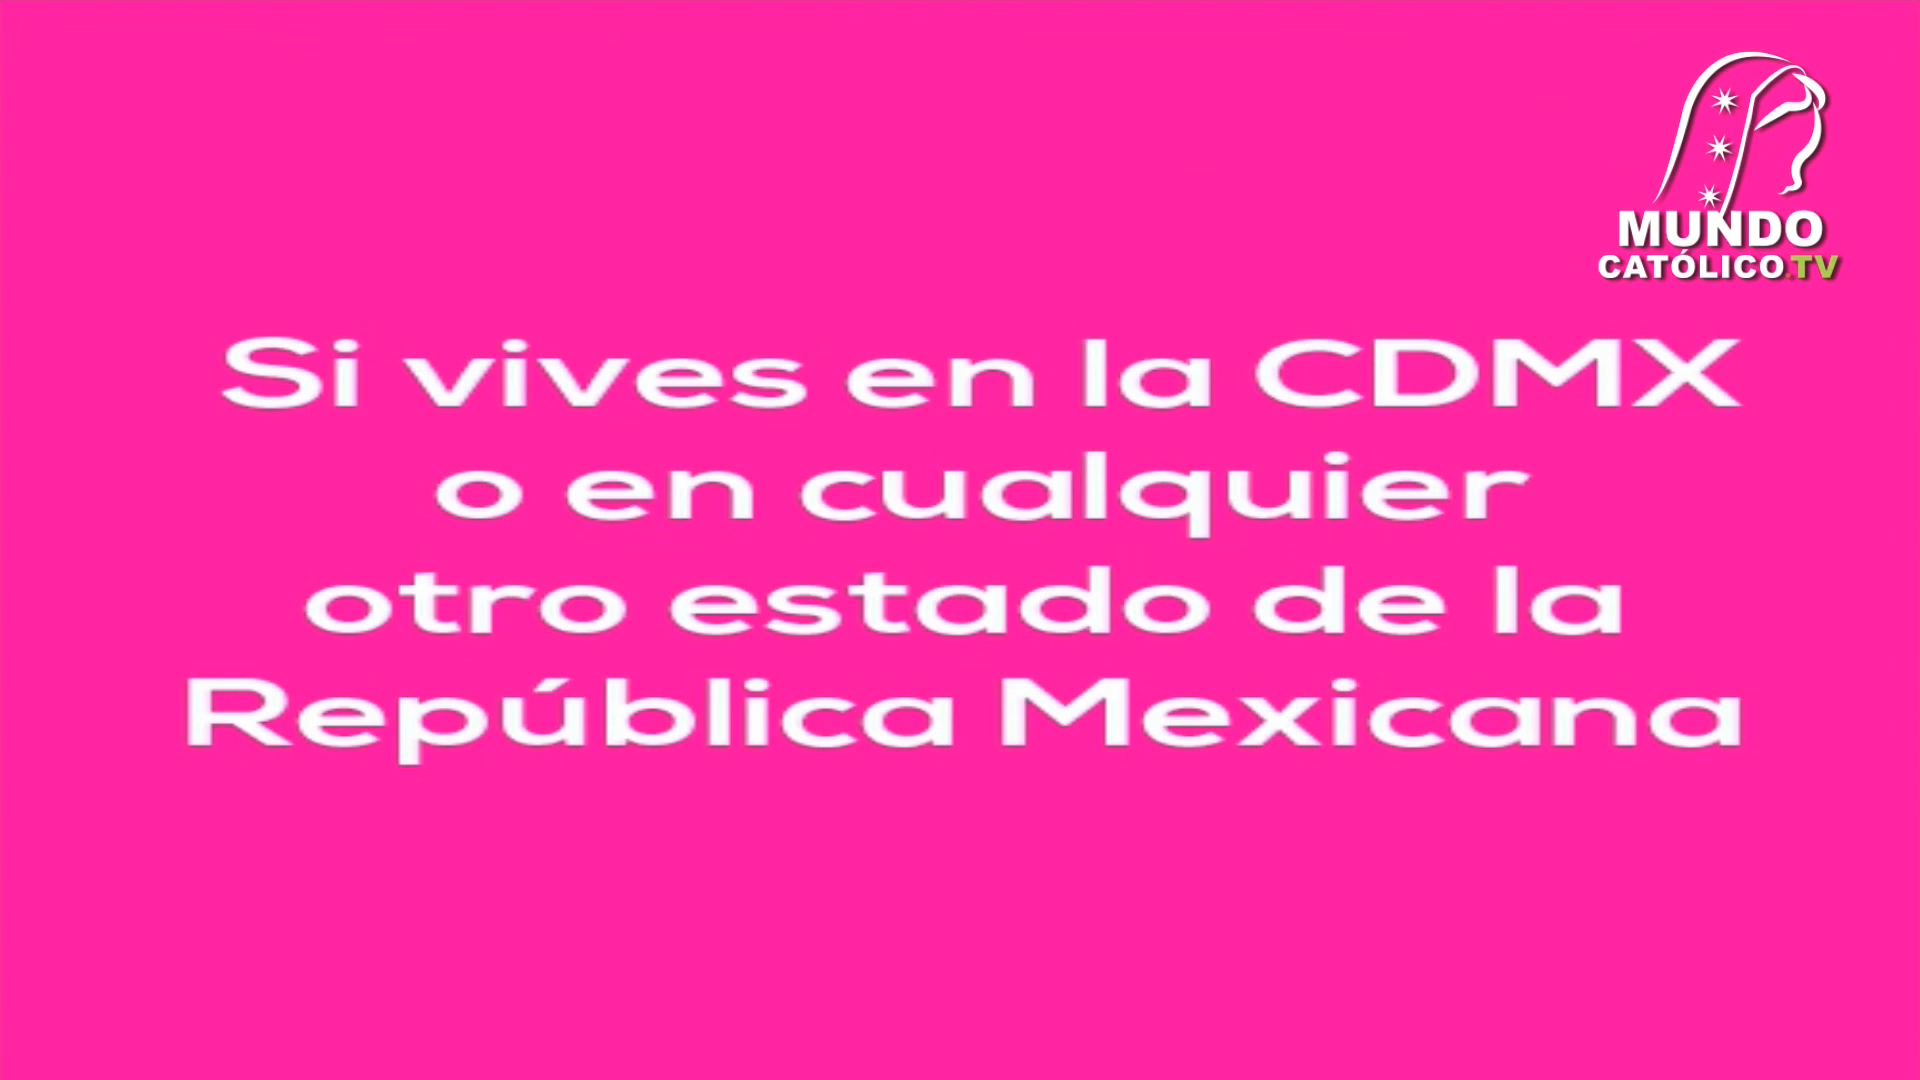 MUNDO
CATÓLICO.TV
Si vives en la CDMX
o en cualquier
otro estado de la
República Mexicana